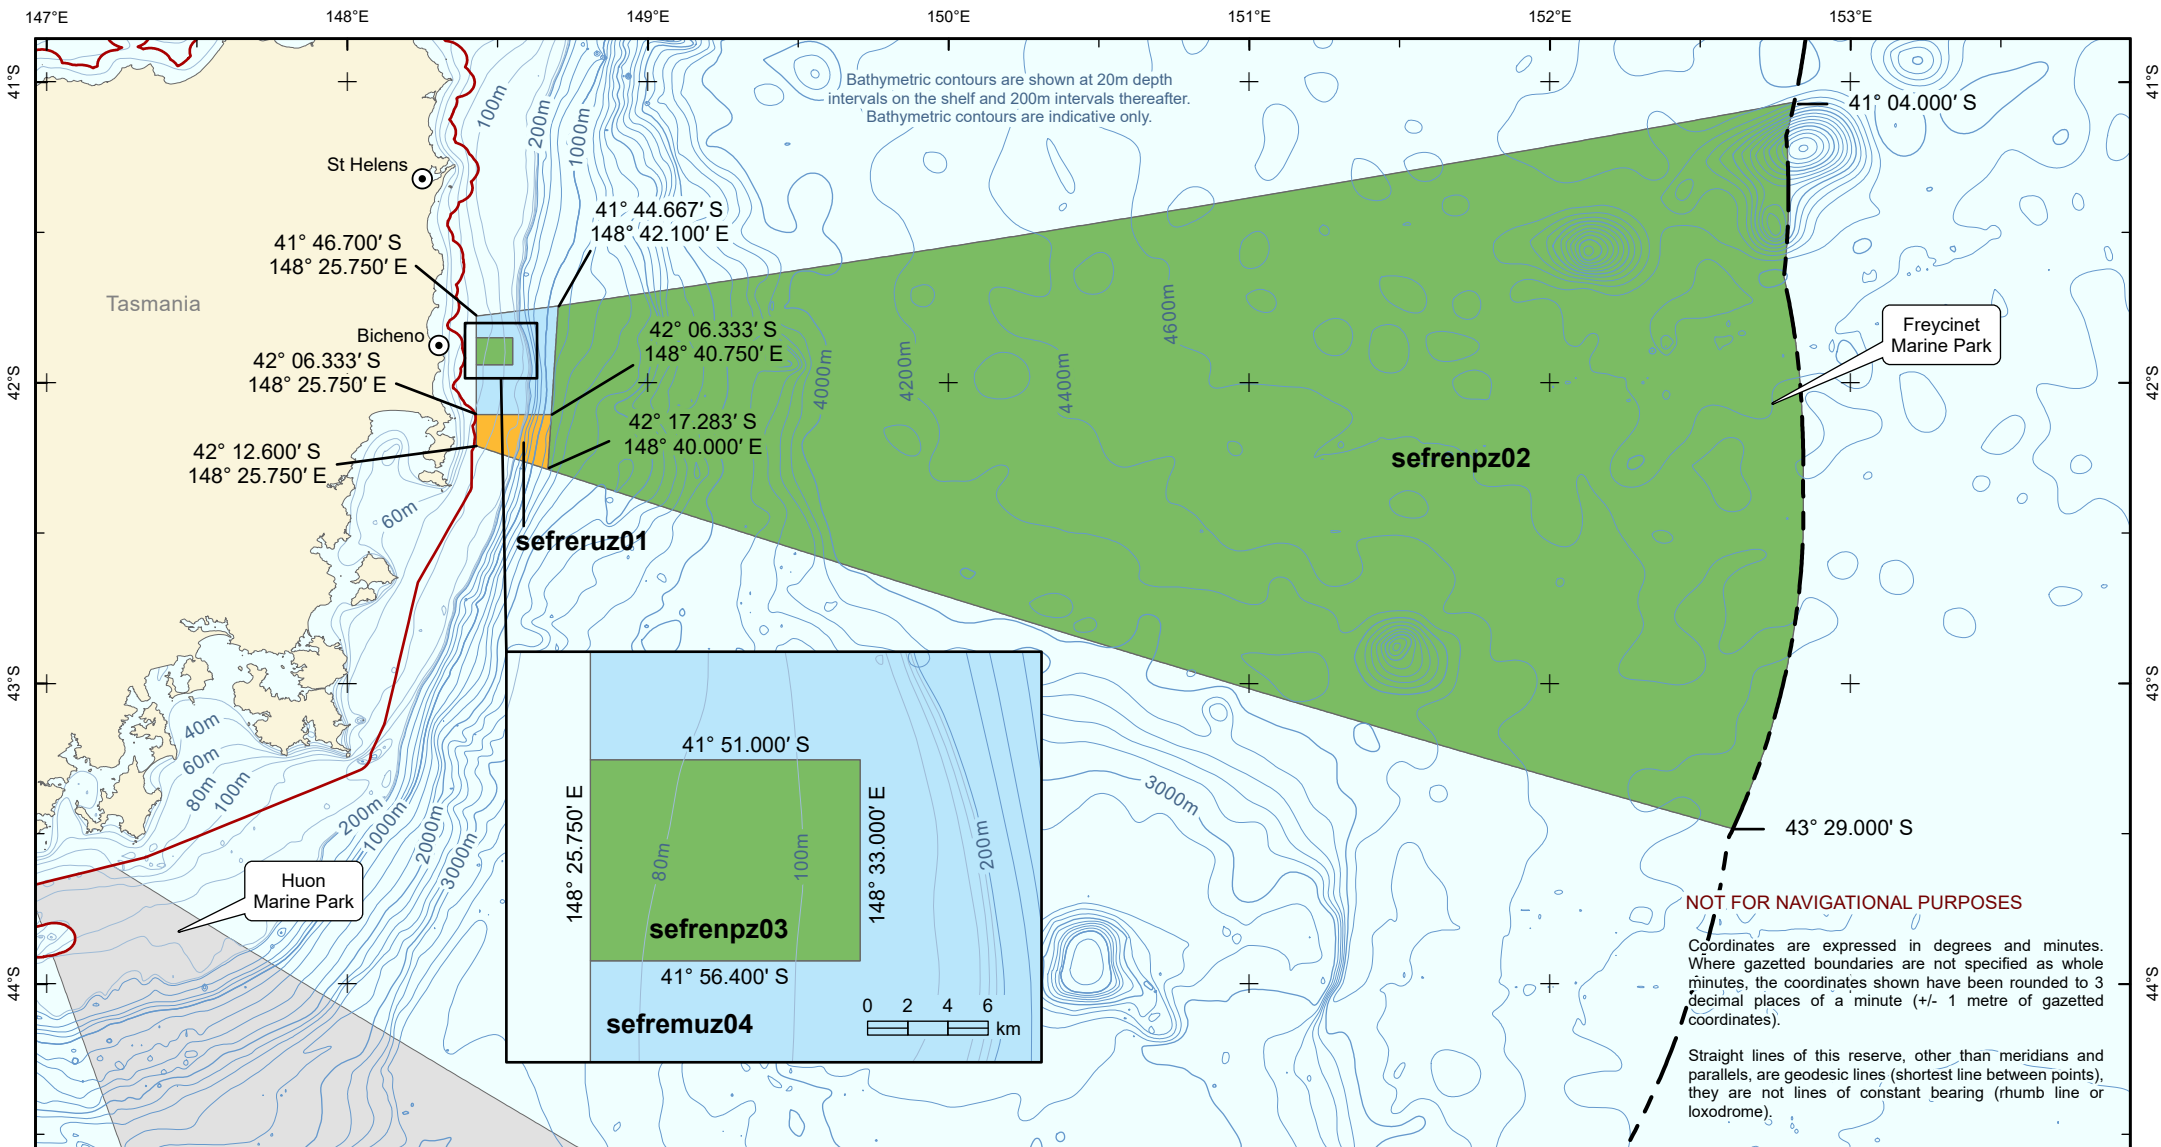 147°E
148°E
149°E
150°E
151°E
152°E
153°E
41°S
41°S
Bathymetric contours are shown at 20m depth
intervals on the shelf and 200m intervals thereafter.
Bathymetric contours are indicative only.
100m
200m
1000m
41° 04.000' S
St Helens
41° 44.667' S
148° 42.100' E
41° 46.700' S
148° 25.750' E
Tasmania
Bicheno
42° 06.333' S
148° 25.750' E
42° 06.333' S
148° 40.750' E
4000m
4200m
4400m
4600m
Freycinet
Marine Park
42°S
42°S
42° 17.283' S
148° 40.000' E
42° 12.600' S
148° 25.750' E
sefrenpz02
60m
sefreruz01
43°S
43°S
40m
60m
80m
100m
200m
1000m
2000m
3000m
41° 51.000' S
148° 25.750' E
148° 33.000' E
80m
100m
200m
sefrenpz03
41° 56.400' S
sefremuz04
0 2 4 6
km
3000m
43° 29.000' S
Huon
Marine Park
44°S
44°S
NOT FOR NAVIGATIONAL PURPOSES
Coordinates are expressed in degrees and minutes.
Where gazetted boundaries are not specified as whole
minutes, the coordinates shown have been rounded to 3
decimal places of a minute (+/- 1 metre of gazetted
coordinates).
Straight lines of this reserve, other than meridians and
parallels, are geodesic lines (shortest line between points),
they are not lines of constant bearing (rhumb line or
loxodrome).